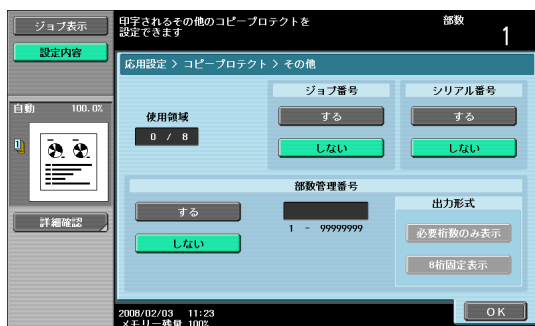 ジョブ表示
設定内容
印字されるその他のコピープロテクトを
設定できます
部数
1
応用設定 > コピープロテクト > その他
自動 100.0%
使用領域
0 / 8
ジョブ番号
する
しない
シリアル番号
する
しない
部数管理番号
する
しない
1 - 99999999
出力形式
必要桁数のみ表示
8桁固定表示
詳細確認
2008/02/03 11:23
メモリー残量 100%
OK